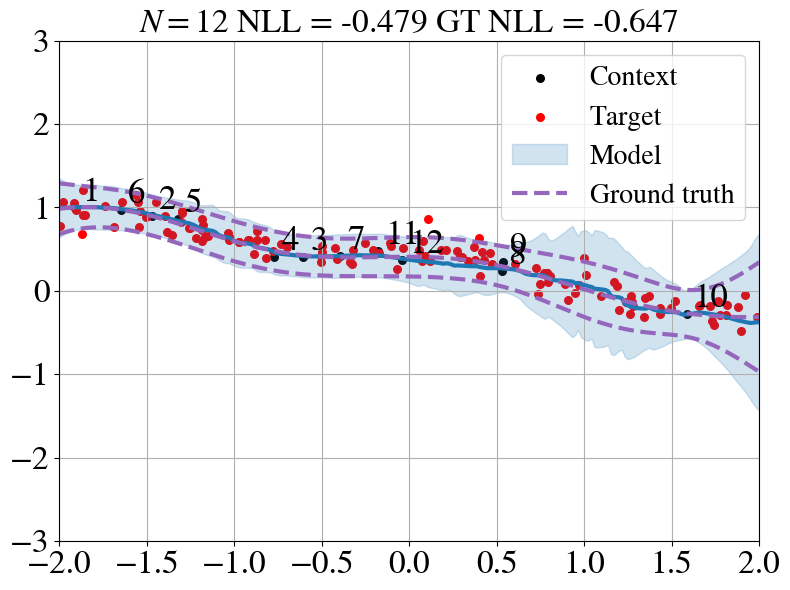 N = 12 NLL = -0.479 GT NLL = -0.647
3
2
1
0
−1
−2
−3
−2.0 −1.5 −1.0 −0.5 0.0 0.5 1.0 1.5 2.0
Context
Target
Model
Ground truth
1 6 2 5 4 3 7 11 12 9 8 10